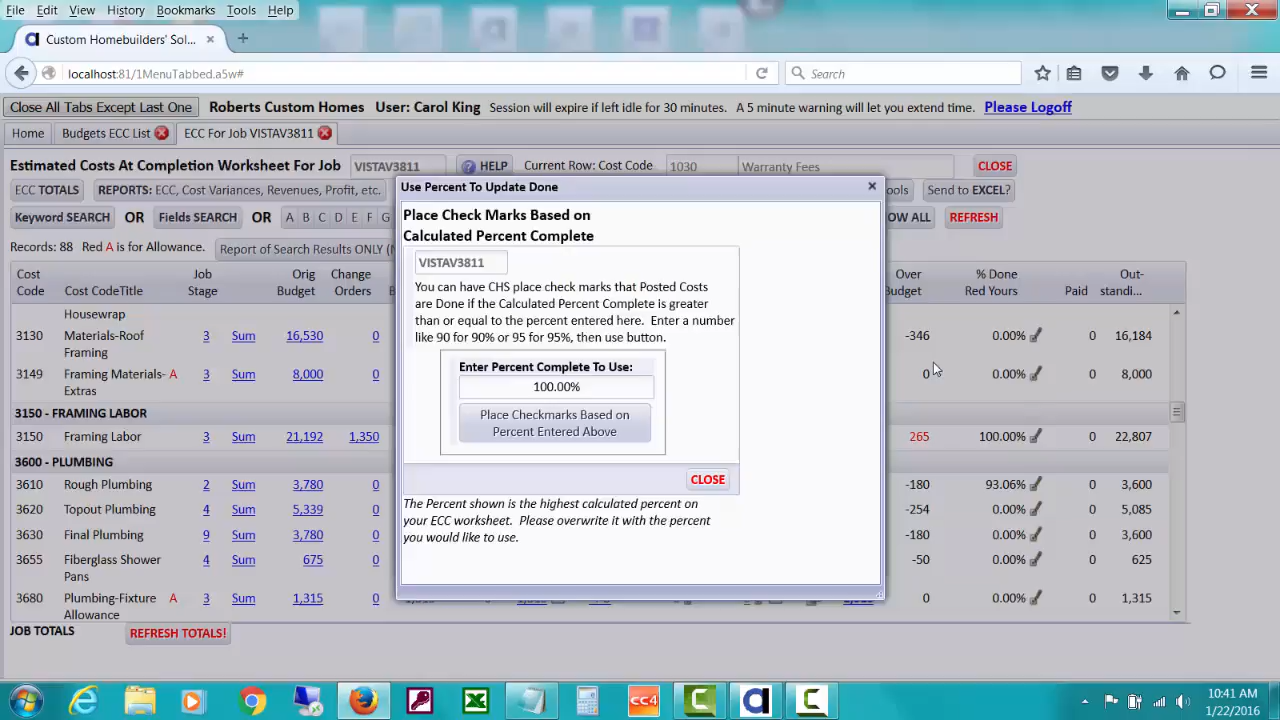 File Edit View History Bookmarks Tools Help
Custom Homebuilders' Sol... × +
localhost:81/1MenuTabbed.a5w#
Search
Close All Tabs Except Last One Roberts Custom Homes User: Carol King Session will expire if left idle for 30 minutes. A 5 minute warning will let you extend time. Please Logoff
Home Budgets ECC List ECC For Job VISTAV3811
Estimated Costs At Completion Worksheet For Job VISTAV3811 HELP Current Row: Cost Code 1030 Warranty Fees CLOSE
ECC TOTALS REPORTS: ECC, Cost Variances, Revenues, Profit, etc. ools Send to EXCEL?
Keyword SEARCH OR Fields SEARCH OR A B C D E F G OW ALL REFRESH
Records: 88 Red A is for Allowance. Report of Search Results ONLY (
Cost Code Cost CodeTitle Job Stage Orig Budget Change Orders Over Budget % Done Red Yours Paid Out-standi...
Housewrap
3130 Materials-Roof Framing 3 Sum 16,530 0 -346 0.00% 0 16,184
3149 Framing Materials-Extras A 3 Sum 8,000 0 0 0.00% 0 8,000
3150 - FRAMING LABOR
3150 Framing Labor 3 Sum 21,192 1,350 265 100.00% 0 22,807
3600 - PLUMBING
3610 Rough Plumbing 2 Sum 3,780 0 -180 93.06% 0 3,600
3620 Topout Plumbing 4 Sum 5,339 0 -254 0.00% 0 5,085
3630 Final Plumbing 9 Sum 3,780 0 -180 0.00% 0 3,600
3655 Fiberglass Shower Pans 4 Sum 675 0 -50 0.00% 0 625
3680 Plumbing-Fixture Allowance A 3 Sum 1,315 0 0 0.00% 0 1,315
JOB TOTALS REFRESH TOTALS!
Use Percent To Update Done ×
Place Check Marks Based on
Calculated Percent Complete
VISTAV3811
You can have CHS place check marks that Posted Costs
are Done if the Calculated Percent Complete is greater
than or equal to the percent entered here. Enter a number
like 90 for 90% or 95 for 95%, then use button.
Enter Percent Complete To Use:
100.00%
Place Checkmarks Based on
Percent Entered Above
CLOSE
The Percent shown is the highest calculated percent on
your ECC worksheet. Please overwrite it with the percent
you would like to use.
CC4
10:41 AM
1/22/2016